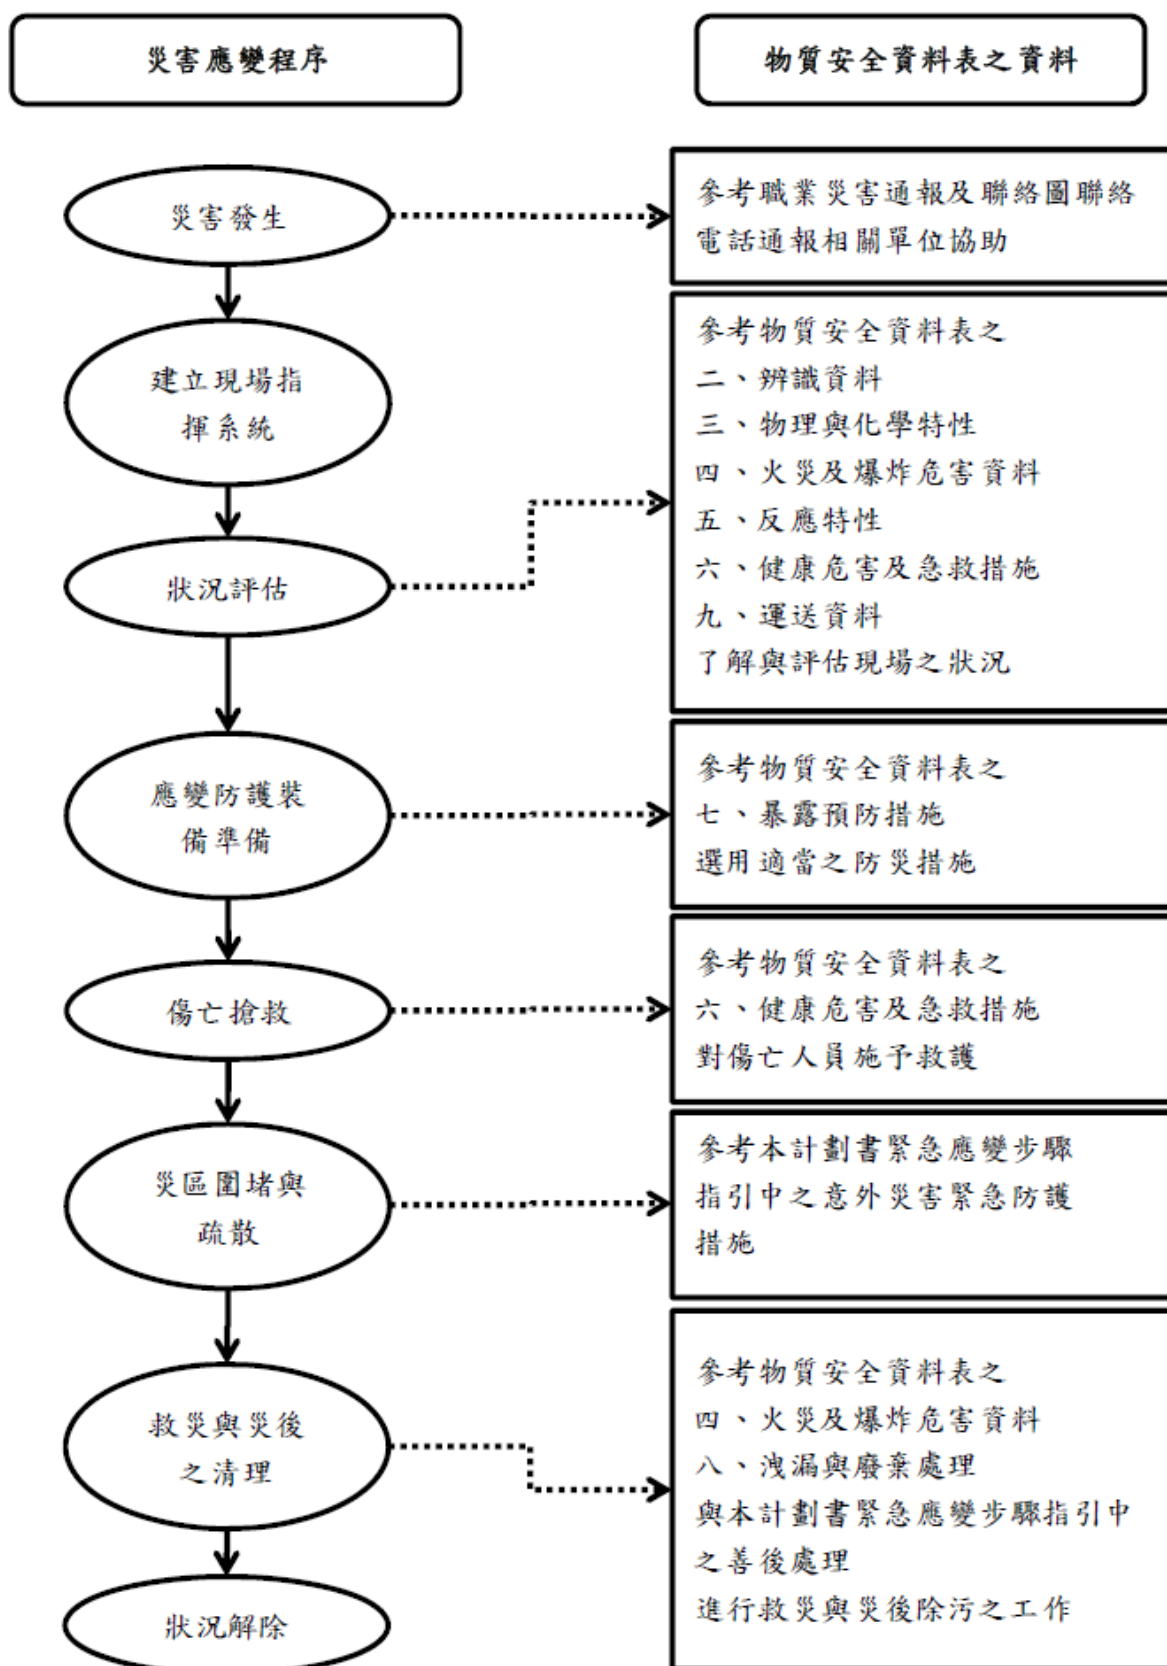 災害應變程序
物質安全資料表之資料
災害發生
參考職業災害通報及聯絡圖聯絡
電話通報相關單位協助
建立現場指
揮系統
狀況評估
參考物質安全資料表之
二、辨識資料
三、物理與化學特性
四、火災及爆炸危害資料
五、反應特性
六、健康危害及急救措施
九、運送資料
了解與評估現場之狀況
應變防護裝
備準備
參考物質安全資料表之
七、暴露預防措施
選用適當之防災措施
傷亡搶救
參考物質安全資料表之
六、健康危害及急救措施
對傷亡人員施予救護
災區圍堵與
疏散
參考本計劃書緊急應變步驟
指引中之意外災害緊急防護
措施
救災與災後
之清理
參考物質安全資料表之
四、火災及爆炸危害資料
八、洩漏與廢棄處理
與本計劃書緊急應變步驟指引中
之善後處理
進行救災與災後除污之工作
狀況解除